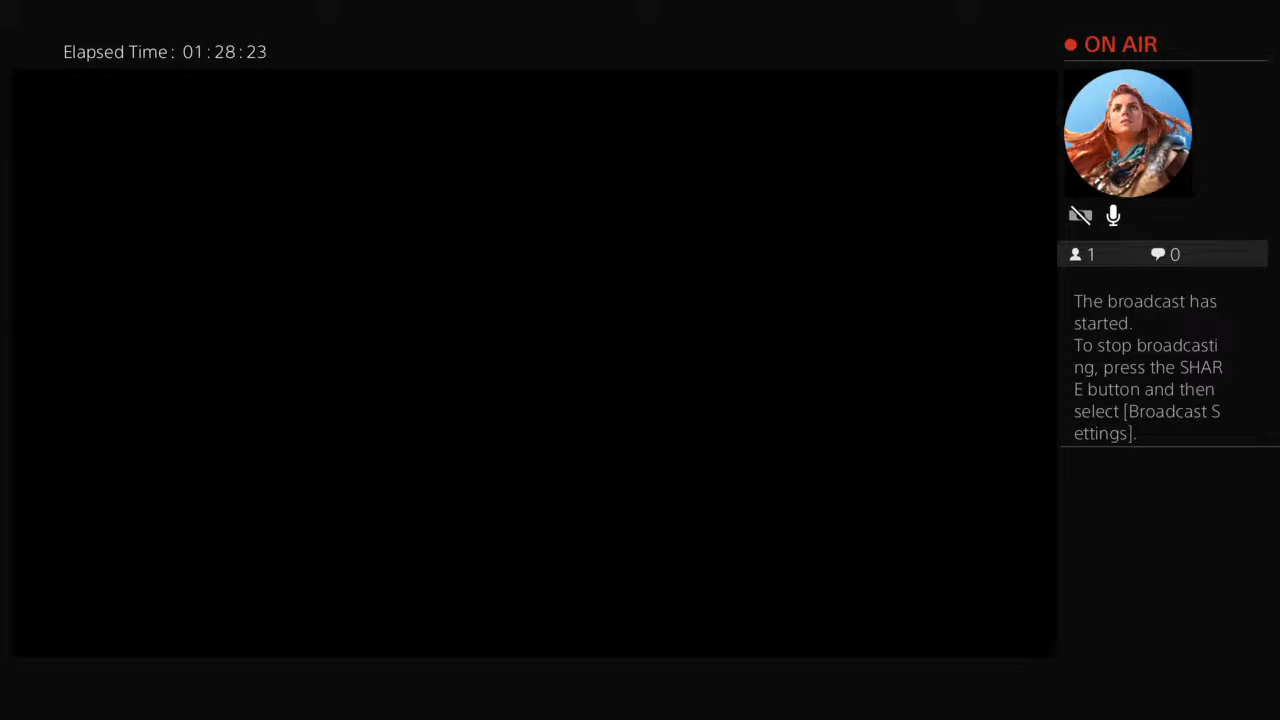 Elapsed Time: 01:28:23
ON AIR
1 0
The broadcast has
started.
To stop broadcasti
ng, press the SHAR
E button and then
select [Broadcast S
ettings].